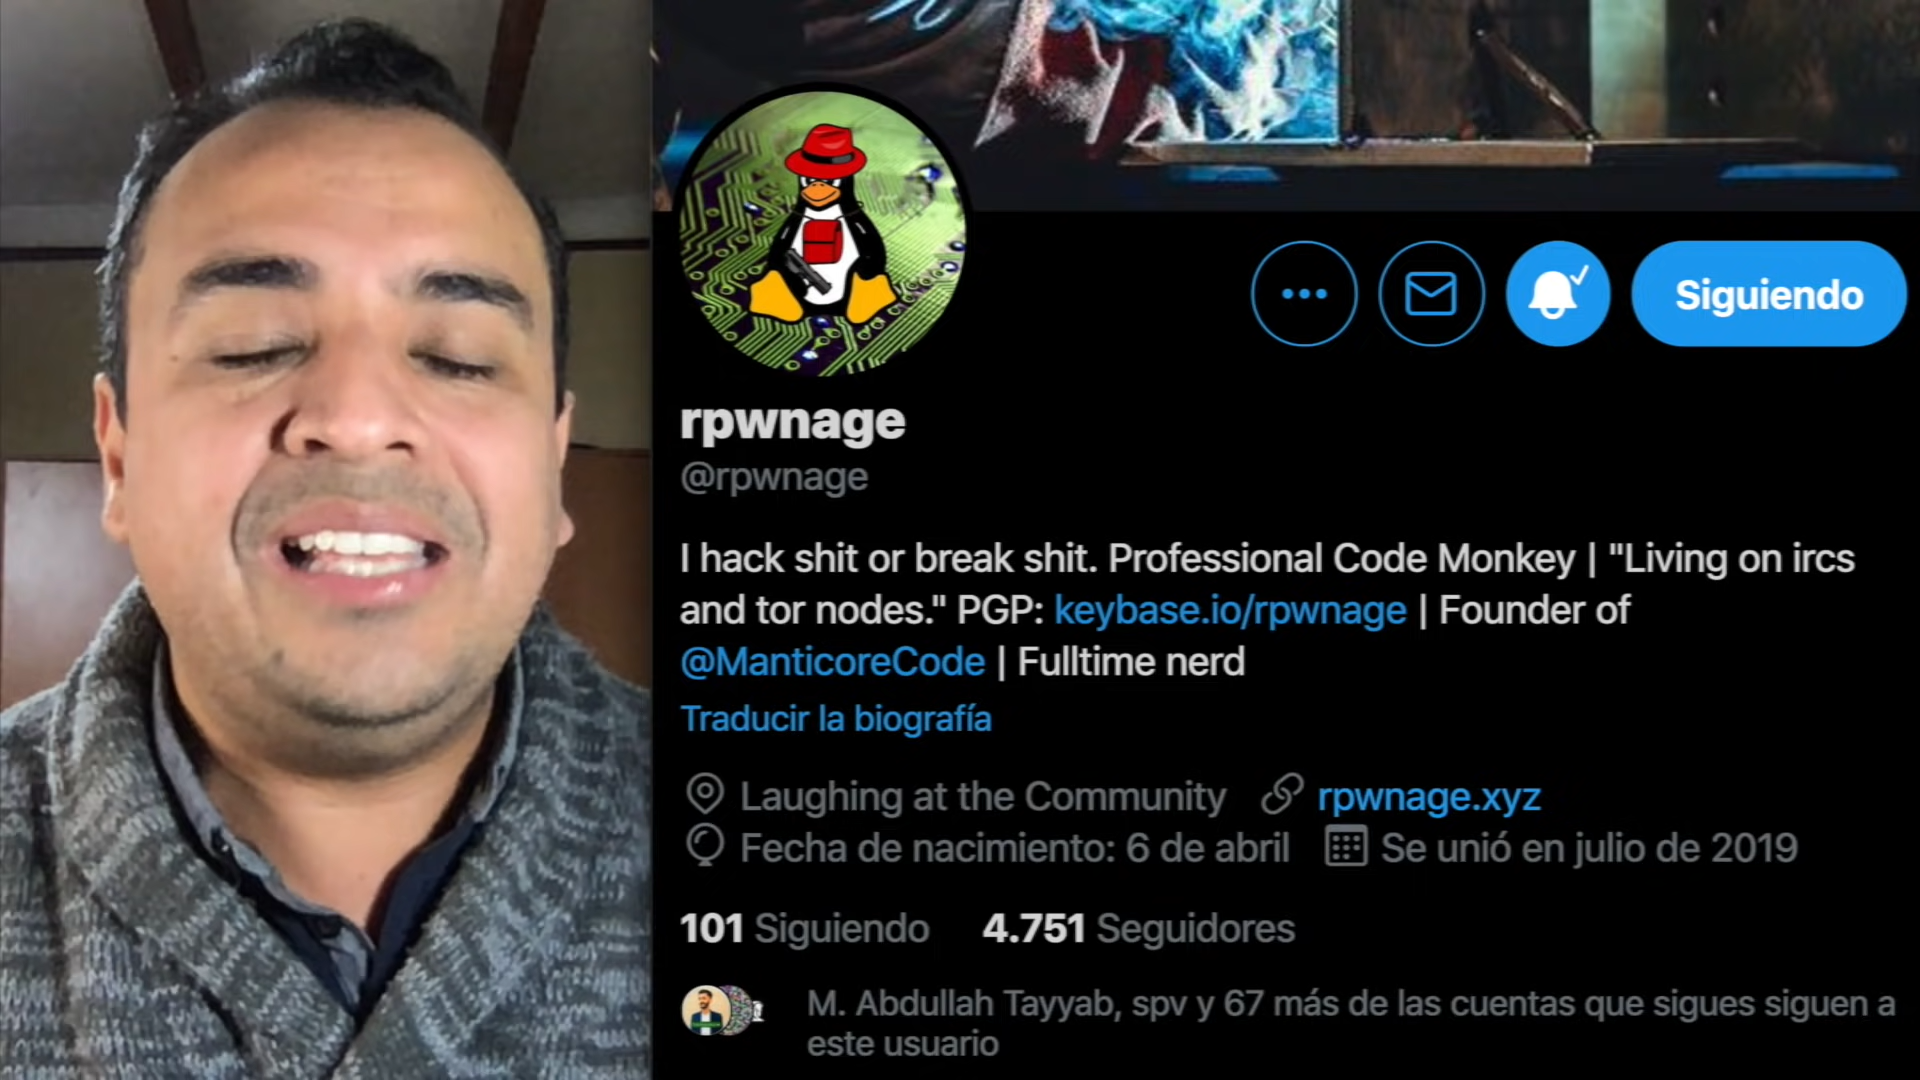 Siguiendo
rpwnage
@rpwnage
I hack shit or break shit. Professional Code Monkey | "Living on ircs
and tor nodes." PGP: keybase.io/rpwnage | Founder of
@ManticoreCode | Fulltime nerd
Traducir la biografía
Laughing at the Community rpwnage.xyz
Fecha de nacimiento: 6 de abril Se unió en julio de 2019
101 Siguiendo 4.751 Seguidores
M. Abdullah Tayyab, spv y 67 más de las cuentas que sigues siguen a
este usuario